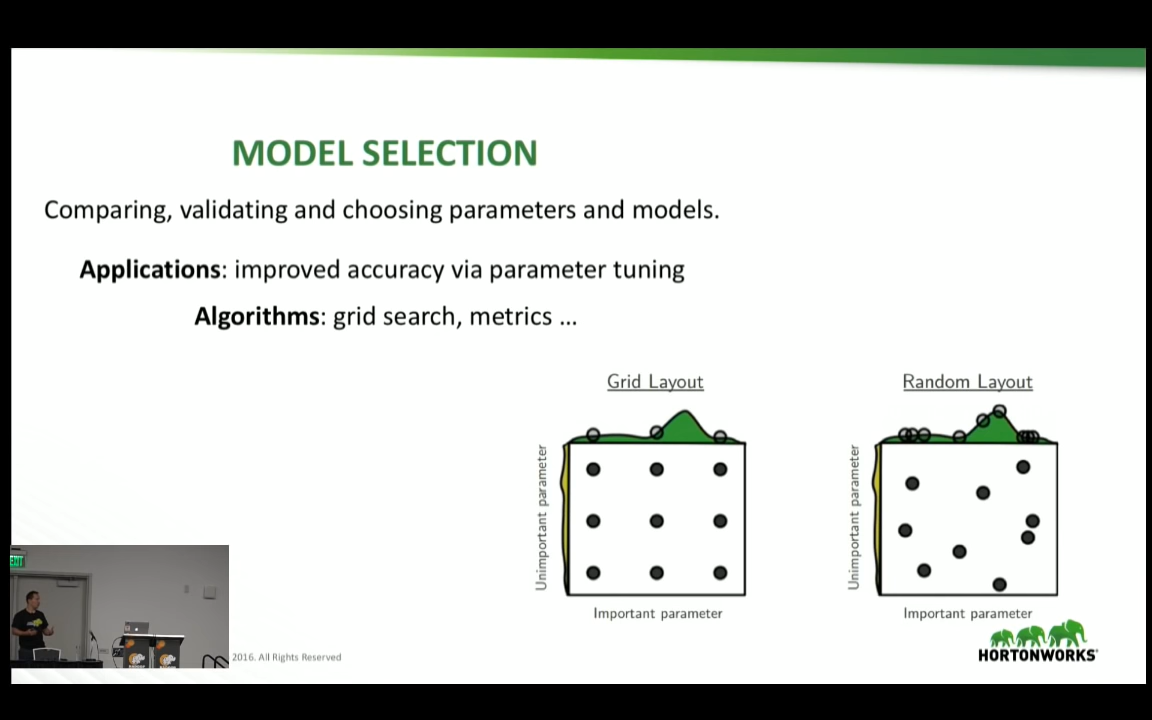 MODEL SELECTION
Comparing, validating and choosing parameters and models.
Applications: improved accuracy via parameter tuning
Algorithms: grid search, metrics ...
Grid Layout
Random Layout
Unimportant parameter
Unimportant parameter
Important parameter
Important parameter
EXIT
2016. All Rights Reserved
HORTONWORKS